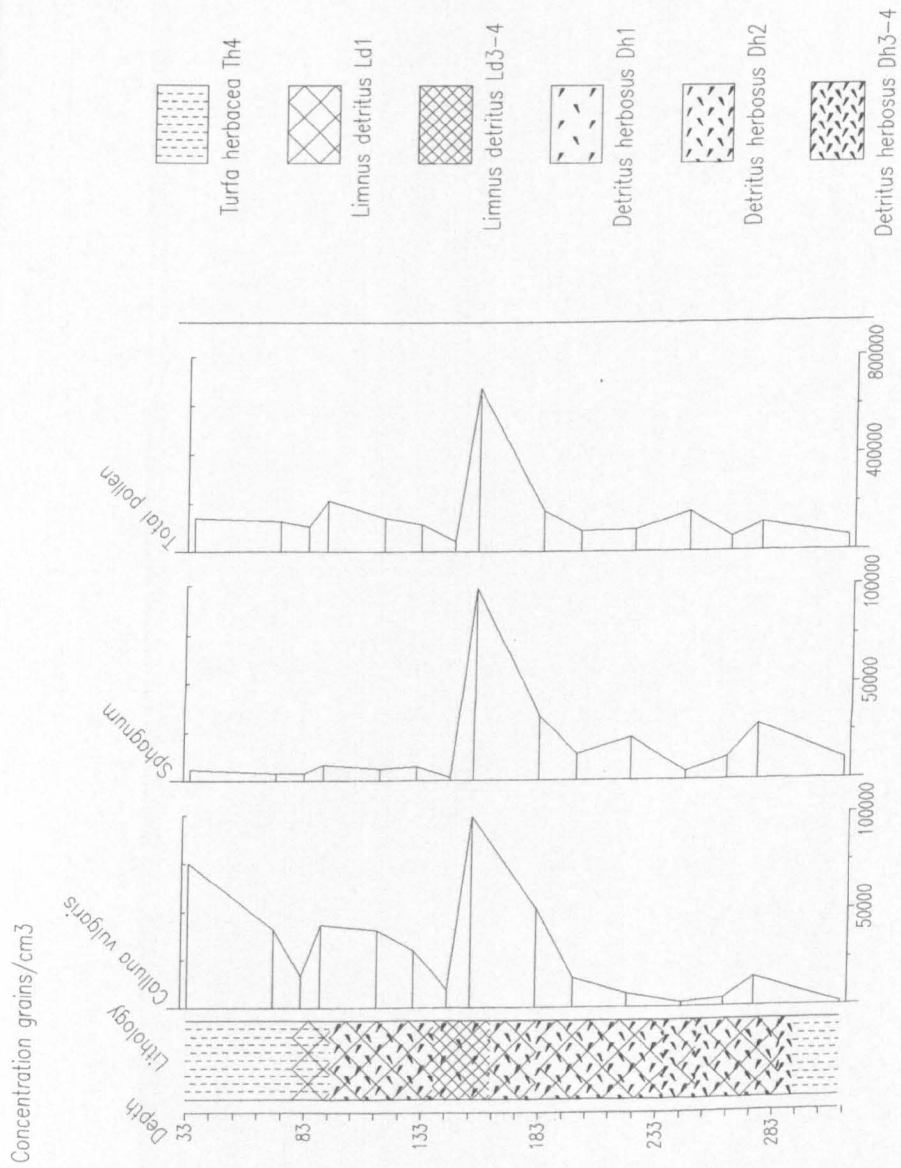 Concentration grains/cm3
Depth
Lithology
Calluna vulgaris
Sphagnum
Total pollen
33
83
133
183
233
283
50000
100000
50000
100000
400000
800000
Turfa herbacea Th4
Limnus detritus Ld1
Limnus detritus Ld3-4
Detritus herbosus Dh1
Detritus herbosus Dh2
Detritus herbosus Dh3-4